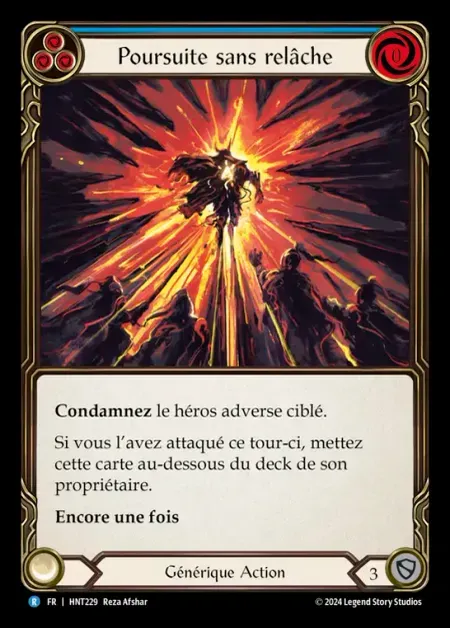 Poursuite sans relâche
0
Condamnez le héros adverse ciblé.
Si vous l'avez attaqué ce tour-ci, mettez
cette carte au-dessous du deck de son
propriétaire.
Encore une fois
Générique Action
3
R FR | HNT229 Reza Afshar
© 2024 Legend Story Studios